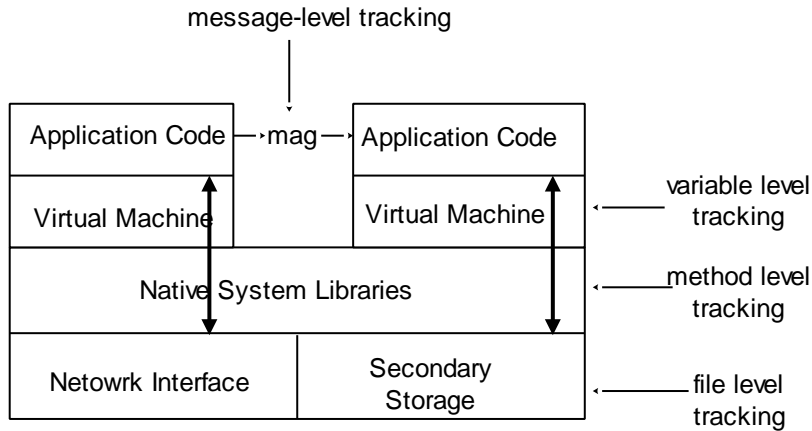 message-level tracking
Application Code
mag
Application Code
Virtual Machine
Virtual Machine
variable level
tracking
Native System Libraries
method level
tracking
Netowrk Interface
Secondary
Storage
file level
tracking